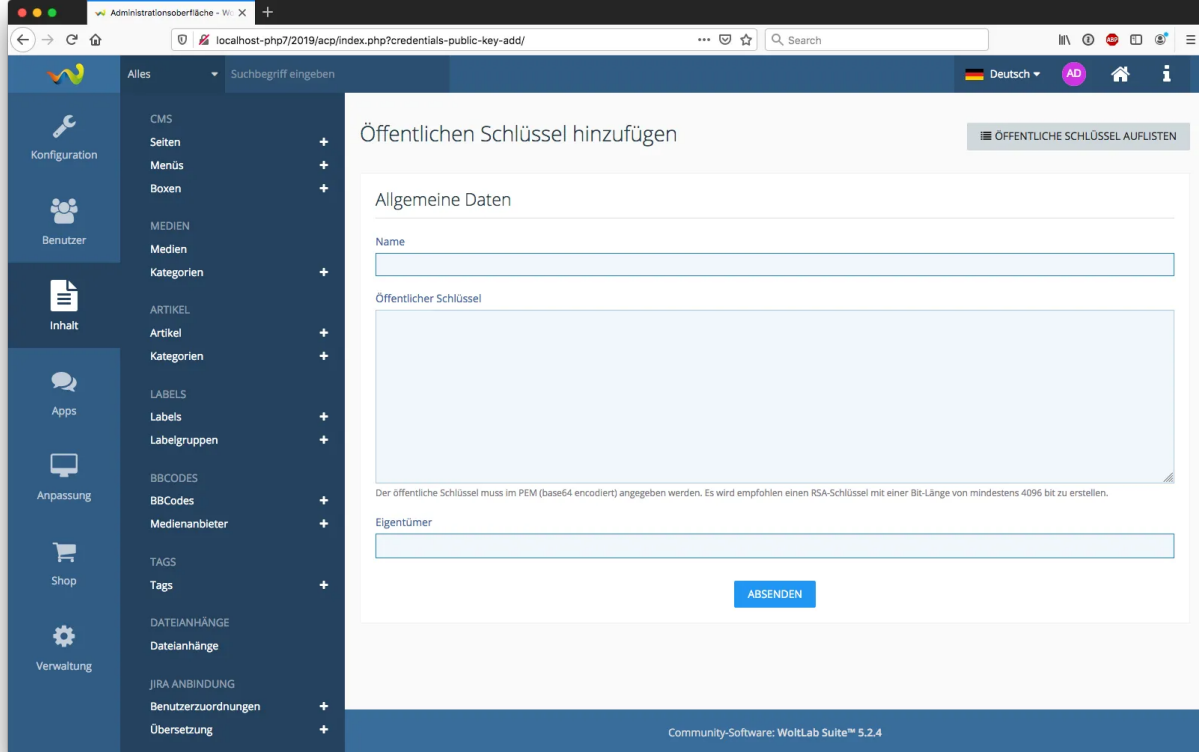 Administrationsoberfläche - Wo
localhost-php7/2019/acp/index.php?credentials-public-key-add/
Search
ABP
Alles
Suchbegriff eingeben
Deutsch
AD
Konfiguration
Benutzer
Inhalt
Apps
Anpassung
Shop
Verwaltung
CMS
Seiten
Menüs
Boxen
MEDIEN
Medien
Kategorien
ARTIKEL
Artikel
Kategorien
LABELS
Labels
Labelgruppen
BBCODES
BBCodes
Medienanbieter
TAGS
Tags
DATEIANHÄNGE
Dateianhänge
JIRA ANBINDUNG
Benutzerzuordnungen
Übersetzung
Öffentlichen Schlüssel hinzufügen
ÖFFENTLICHE SCHLÜSSEL AUFLISTEN
Allgemeine Daten
Name
Öffentlicher Schlüssel
Der öffentliche Schlüssel muss im PEM (base64 encodiert) angegeben werden. Es wird empfohlen einen RSA-Schlüssel mit einer Bit-Länge von mindestens 4096 bit zu erstellen.
Eigentümer
ABSENDEN
Community-Software: WoltLab Suite™ 5.2.4